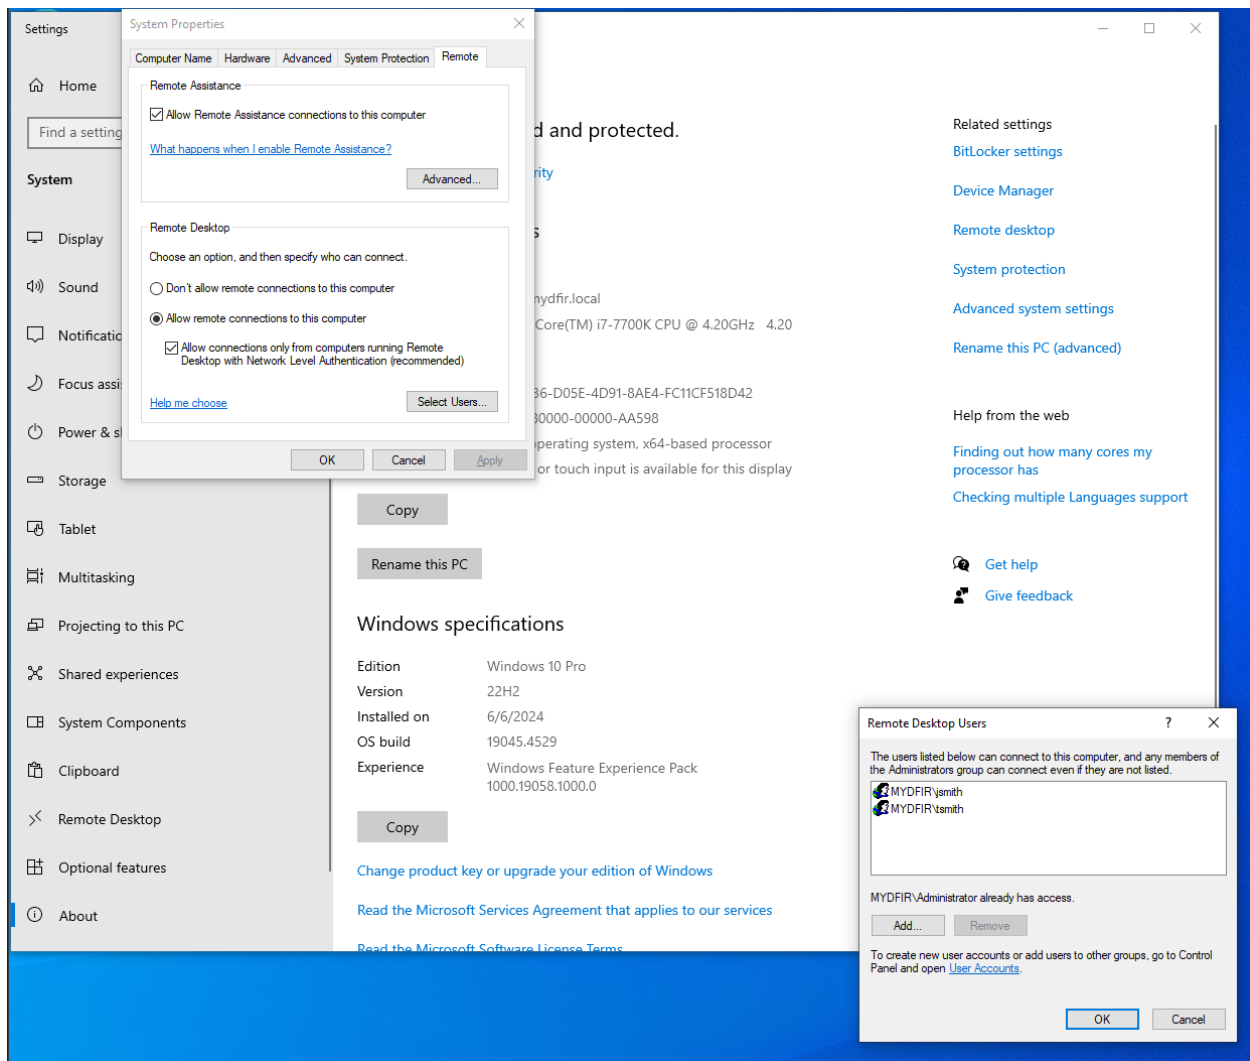 Settings
Home
Find a setting
System
Display
Sound
Power & s
Storage
Tablet
Multitasking
Projecting to this PC
Shared experiences
System Components
Clipboard
Remote Desktop
Optional features
About
System Properties
Computer Name Hardware Advanced System Protection Remote
Remote Assistance
Allow Remote Assistance connections to this computer
What happens when I enable Remote Assistance?
Advanced...
Remote Desktop
Choose an option, and then specify who can connect.
Don't allow remote connections to this computer
Allow remote connections to this computer
Allow connections only from computers running Remote
Desktop with Network Level Authentication (recommended)
Help me choose
Select Users...
OK Cancel Apply
d and protected.
rity
s
mydfir.local
Core(TM) i7-7700K CPU @ 4.20GHz 4.20
36-D05E-4D91-8AE4-FC11CF518D42
0000-00000-AA598
operating system, x64-based processor
or touch input is available for this display
Copy
Rename this PC
Windows specifications
Edition Windows 10 Pro
Version 22H2
Installed on 6/6/2024
OS build 19045.4529
Experience Windows Feature Experience Pack
1000.19058.1000.0
Copy
Change product key or upgrade your edition of Windows
Read the Microsoft Services Agreement that applies to our services
Read the Microsoft Software License Terms
Related settings
BitLocker settings
Device Manager
Remote desktop
System protection
Advanced system settings
Rename this PC (advanced)
Help from the web
Finding out how many cores my
processor has
Checking multiple Languages support
Get help
Give feedback
Remote Desktop Users
The users listed below can connect to this computer, and any members of
the Administrators group can connect even if they are not listed.
MYDFIR\jsmith
MYDFIR\tsmith
MYDFIR\Administrator already has access.
Add... Remove
To create new user accounts or add users to other groups, go to Control
Panel and open User Accounts.
OK Cancel